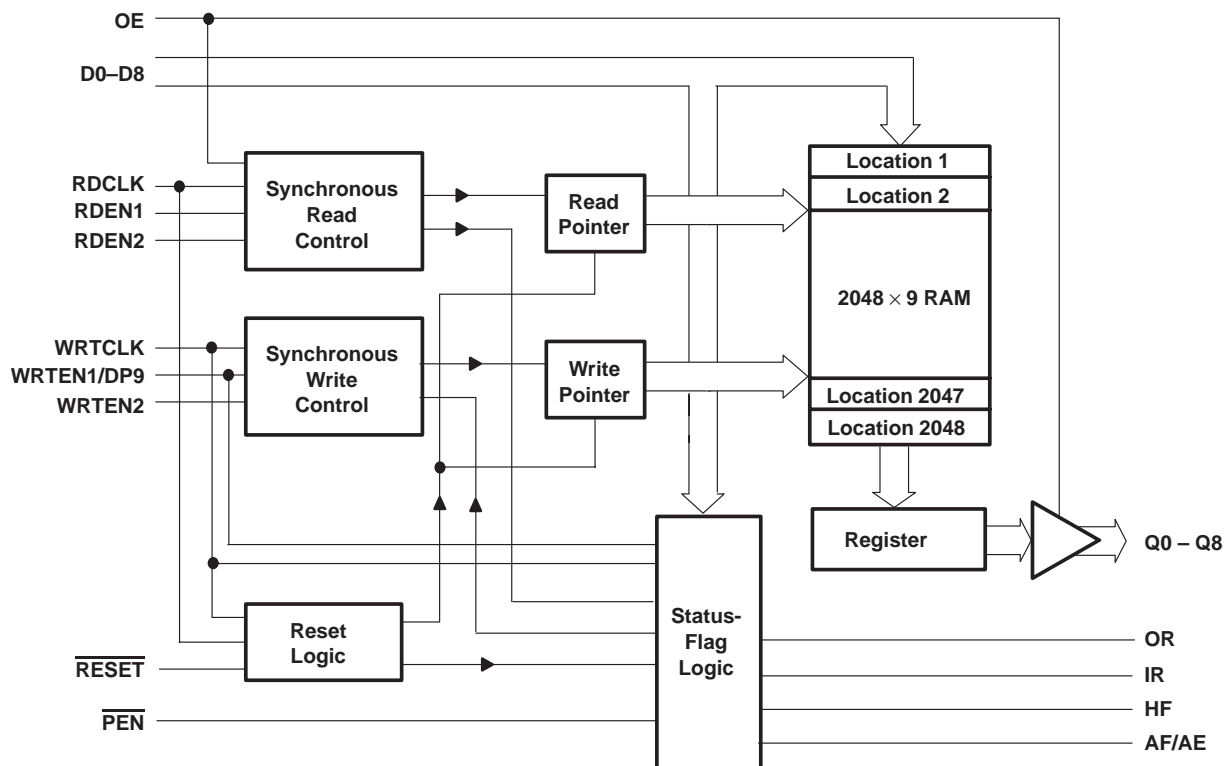 OE
D0–D8
RDCLK
RDEN1
RDEN2
Synchronous
Read
Control
Read
Pointer
Location 1
Location 2
2048 × 9 RAM
Location 2047
Location 2048
WRTCLK
WRTEN1/DP9
WRTEN2
Synchronous
Write
Control
Write
Pointer
Register
Q0 – Q8
RESET
PEN
Reset
Logic
Status-
Flag
Logic
OR
IR
HF
AF/AE